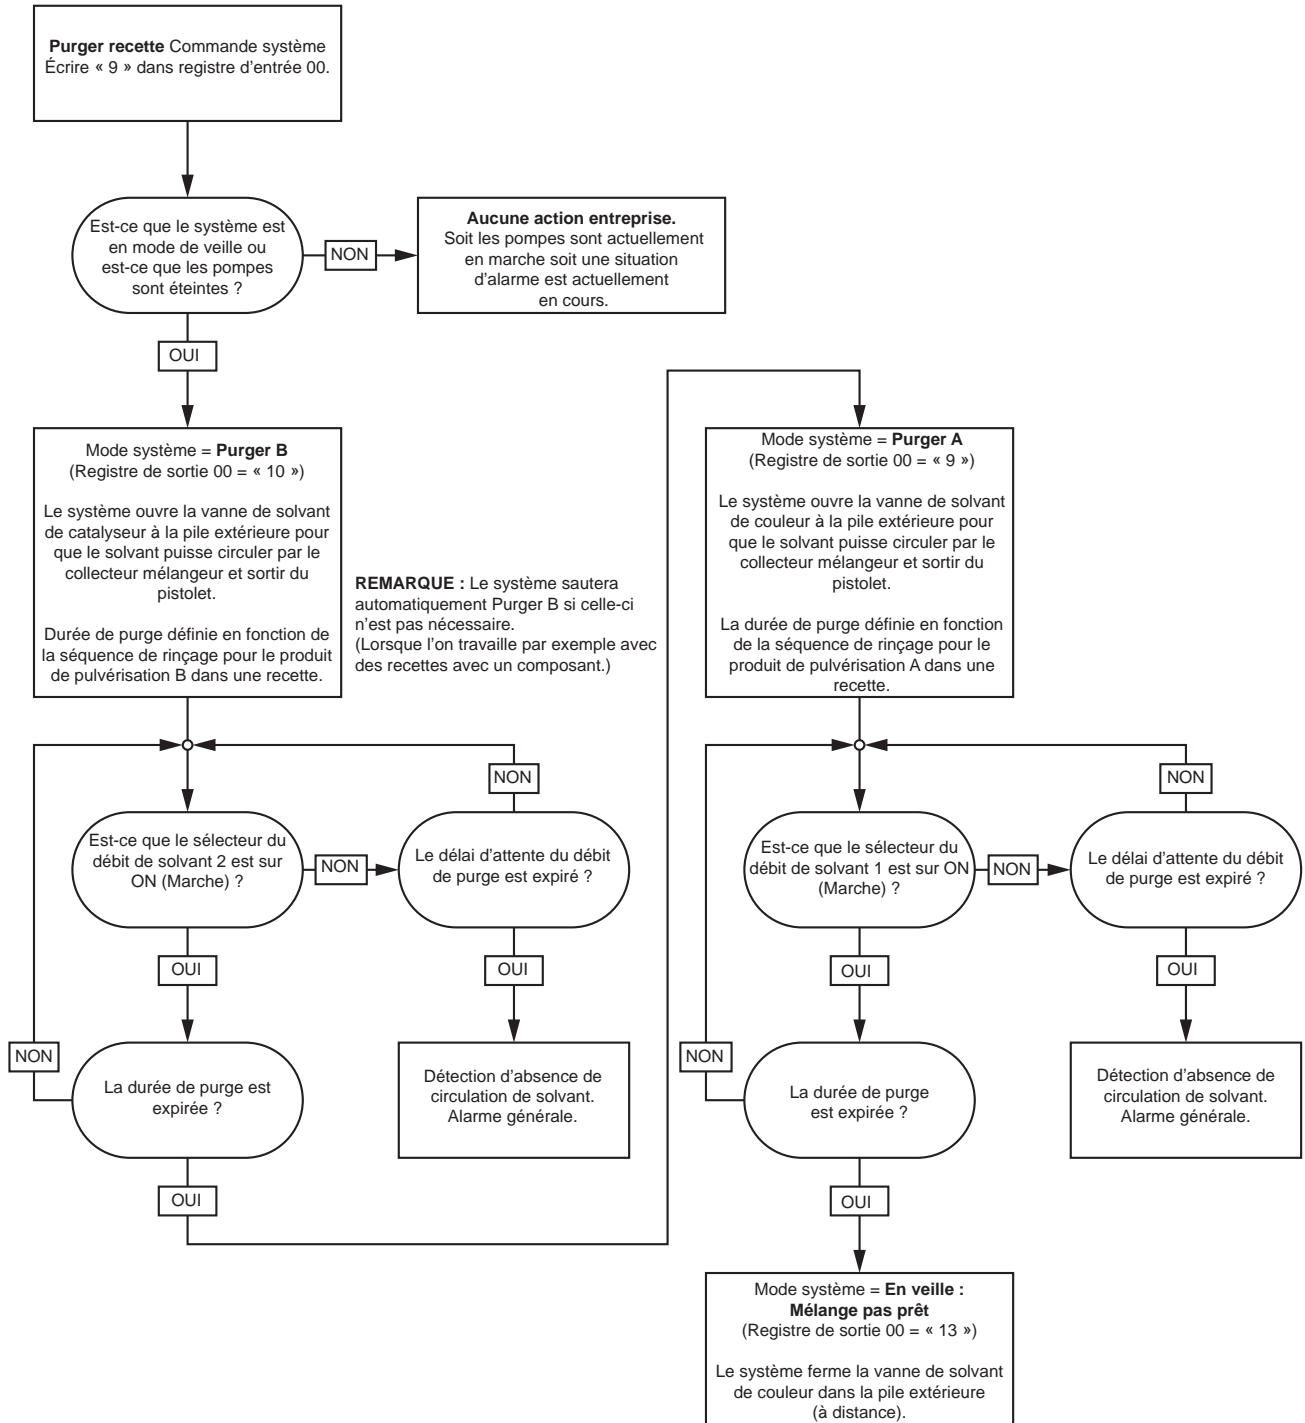 Purger recette Commande système
Écrire « 9 » dans registre d'entrée 00.
Est-ce que le système est
en mode de veille ou
est-ce que les pompes
sont éteintes ?
NON
Aucune action entreprise.
Soit les pompes sont actuellement
en marche soit une situation
d'alarme est actuellement
en cours.
OUI
Mode système = Purger B
(Registre de sortie 00 = « 10 »)
Le système ouvre la vanne de solvant
de catalyseur à la pile extérieure pour
que le solvant puisse circuler par le
collecteur mélangeur et sortir du
pistolet.
Durée de purge définie en fonction de
la séquence de rinçage pour le produit
de pulvérisation B dans une recette.
REMARQUE : Le système sautera
automatiquement Purger B si celle-ci
n'est pas nécessaire.
(Lorsque l'on travaille par exemple avec
des recettes avec un composant.)
NON
Est-ce que le sélecteur du
débit de solvant 2 est sur
ON (Marche) ?
NON
Le délai d'attente du débit
de purge est expiré ?
OUI
OUI
NON
La durée de purge est
expirée ?
Détection d'absence de
circulation de solvant.
Alarme générale.
OUI
Mode système = Purger A
(Registre de sortie 00 = « 9 »)
Le système ouvre la vanne de solvant
de couleur à la pile extérieure pour
que le solvant puisse circuler par le
collecteur mélangeur et sortir du
pistolet.
La durée de purge définie en fonction
de la séquence de rinçage pour le
produit de pulvérisation A dans une
recette.
NON
Est-ce que le sélecteur du
débit de solvant 1 est sur ON
(Marche) ?
NON
Le délai d'attente du débit
de purge est expiré ?
OUI
OUI
NON
La durée de purge
est expirée ?
Détection d'absence de
circulation de solvant.
Alarme générale.
OUI
Mode système = En veille :
Mélange pas prêt
(Registre de sortie 00 = « 13 »)
Le système ferme la vanne de solvant
de couleur dans la pile extérieure
(à distance).